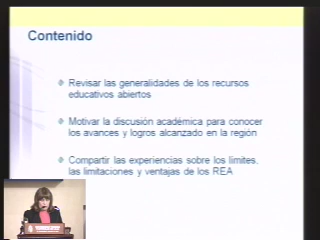 Contenido
Revisar las generalidades de los recursos
educativos abiertos
Motivar la discusión académica para conocer
los avances y logros alcanzado en la región
Compartir las experiencias sobre los límites,
las limitaciones y ventajas de los REA